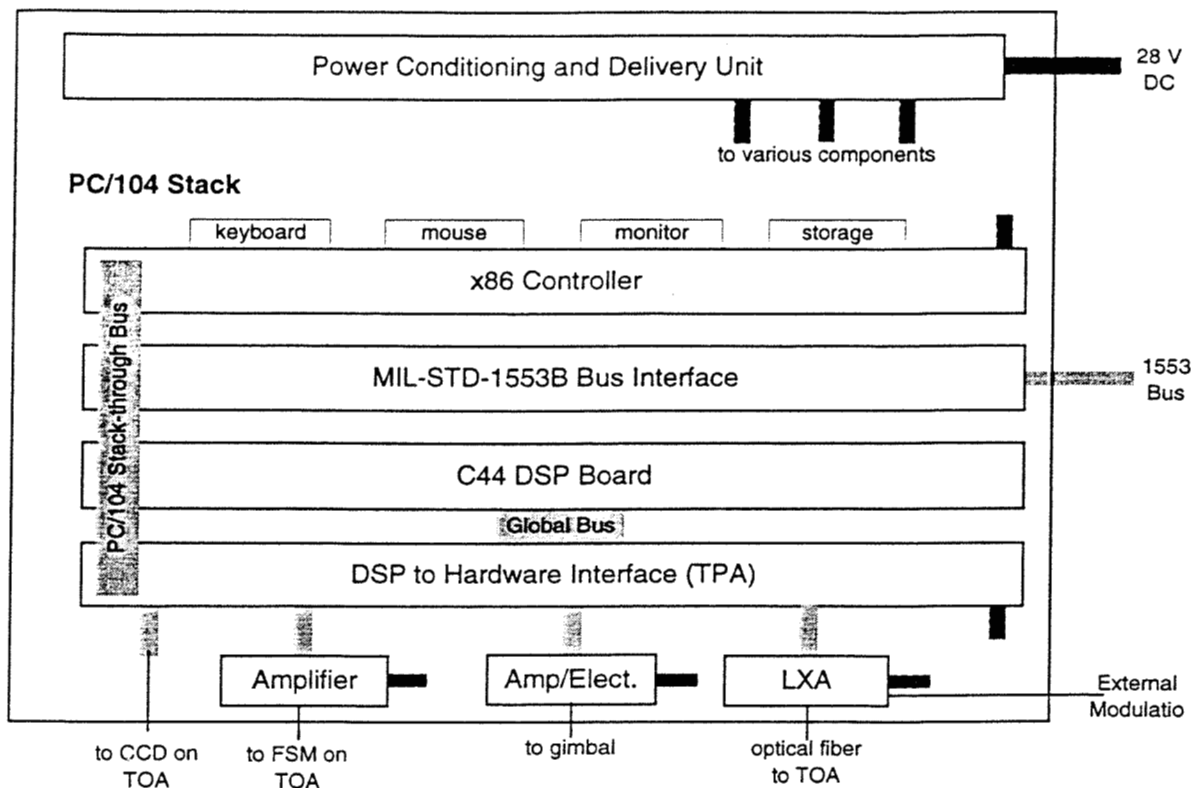 Power Conditioning and Delivery Unit
28 V
DC
to various components
PC/104 Stack
keyboard
mouse
monitor
storage
x86 Controller
PC/104 Stack-through Bus
MIL-STD-1553B Bus Interface
1553
Bus
C44 DSP Board
Global Bus
DSP to Hardware Interface (TPA)
Amplifier
Amp/Elect.
LXA
External
Modulatio
to CCD on
TOA
to FSM on
TOA
to gimbal
optical fiber
to TOA